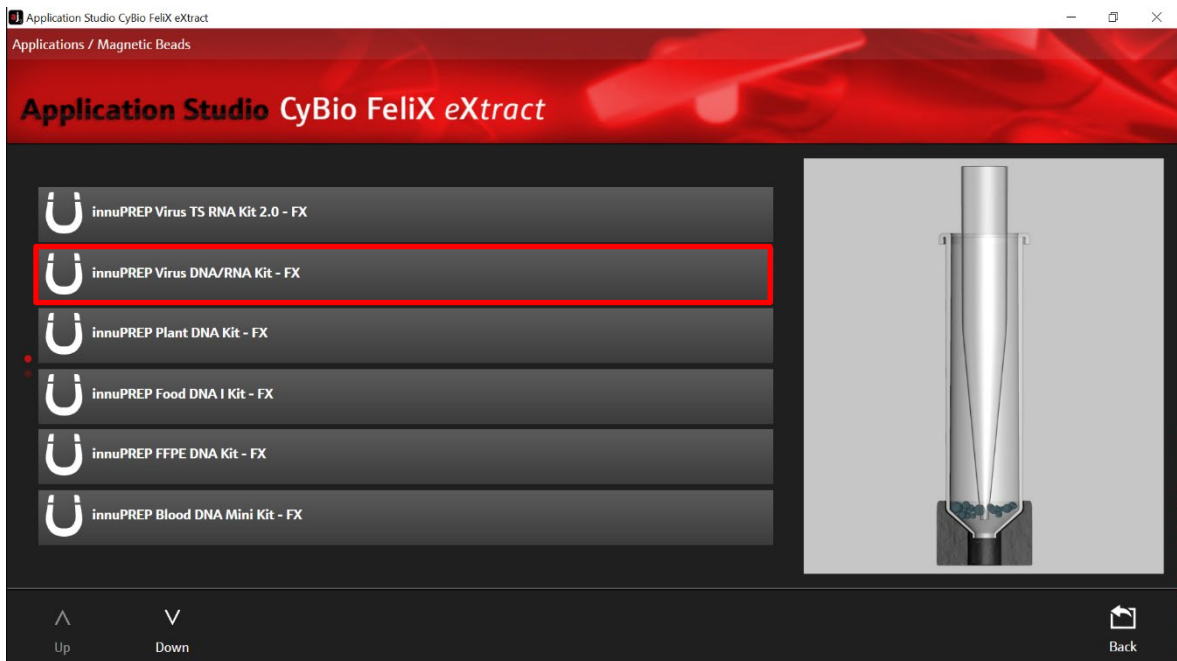 Application Studio CyBio FeliX eXtract
Applications / Magnetic Beads
Application Studio CyBio FeliX eXtract
innuPREP Virus TS RNA Kit 2.0 - FX
innuPREP Virus DNA/RNA Kit - FX
innuPREP Plant DNA Kit - FX
innuPREP Food DNA I Kit - FX
innuPREP FFPE DNA Kit - FX
innuPREP Blood DNA Mini Kit - FX
Up Down Back